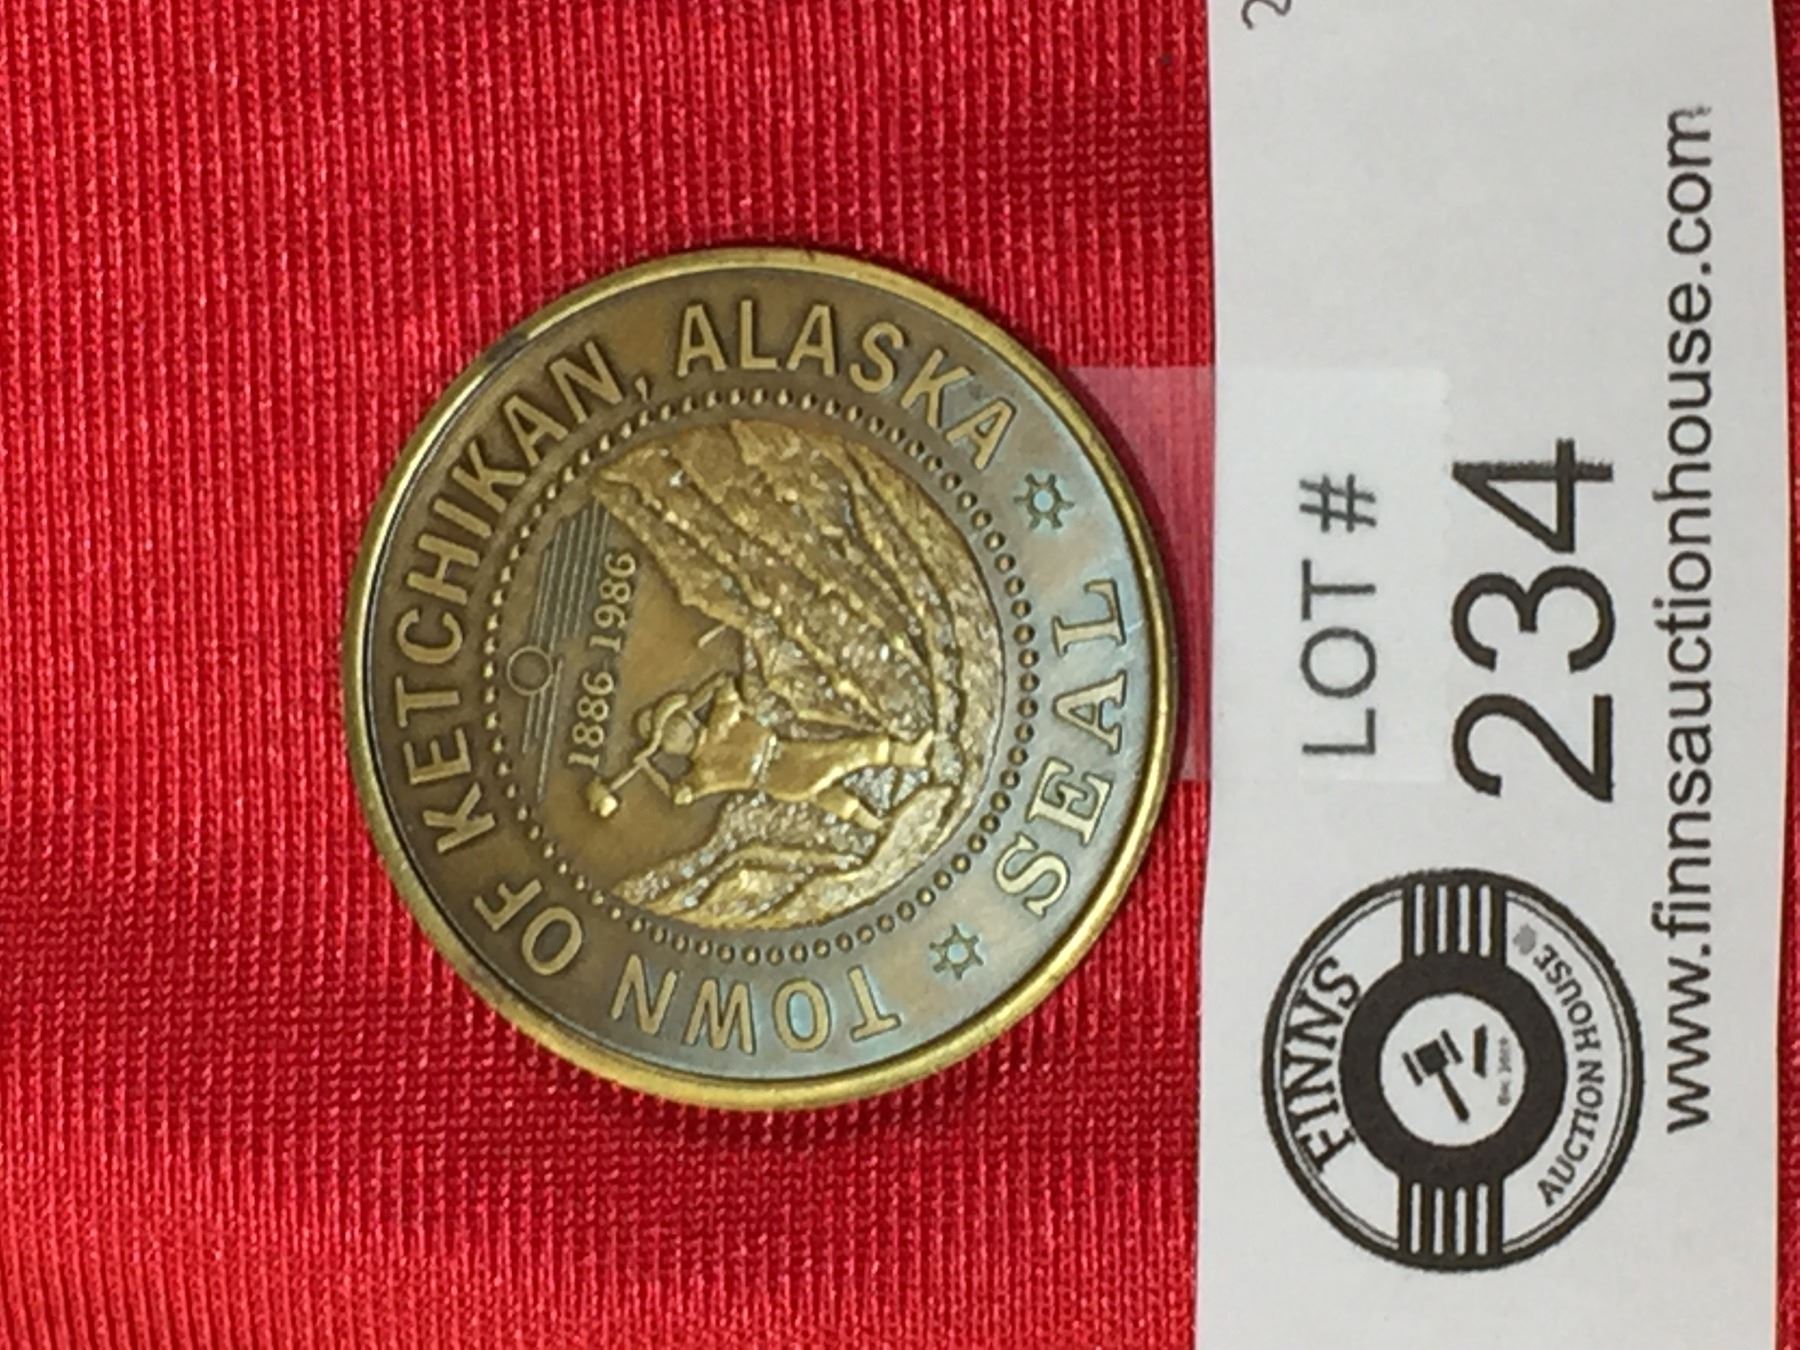 TOWN OF KETCHIKAN, ALASKA
1886-1986
SEAL
LOT #
234
FINNS
AUCTION HOUSE
www.finnsauctionhouse.com